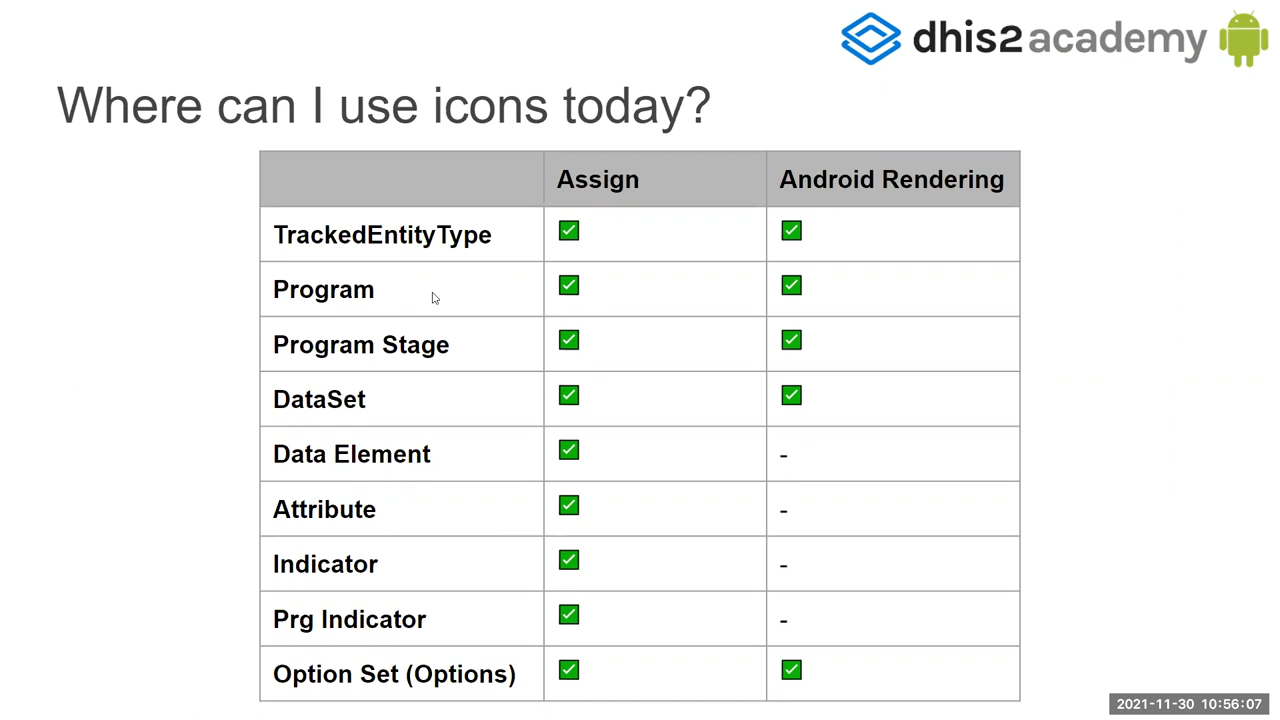 dhis2 academy
Where can I use icons today?
Assign Android Rendering
TrackedEntityType ✅ ✅
Program ✅ ✅
Program Stage ✅ ✅
DataSet ✅ ✅
Data Element ✅ -
Attribute ✅ -
Indicator ✅ -
Prg Indicator ✅ -
Option Set (Options) ✅ ✅
2021-11-30 10:56:07